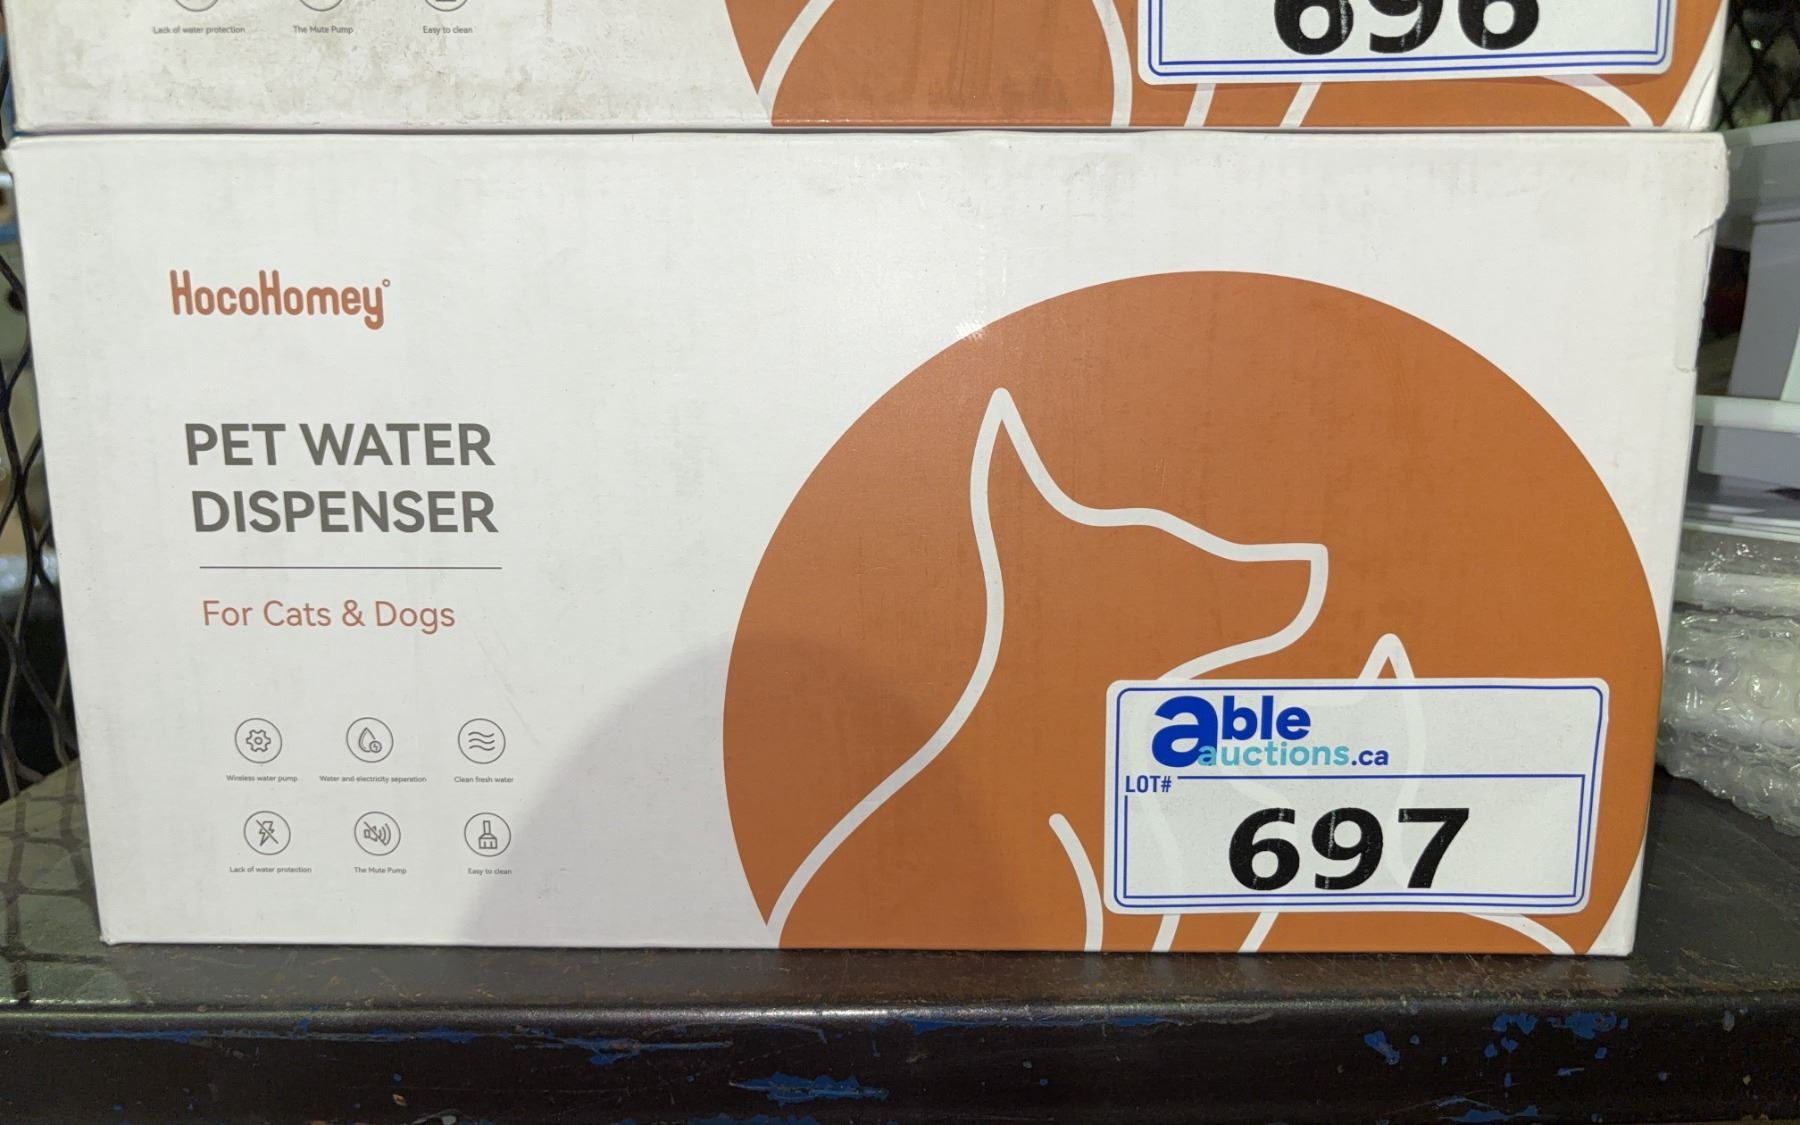 Lack of water protection
The Mute Pump
Easy to clean
696
HocoHomey
PET WATER
DISPENSER
For Cats & Dogs
Wireless water pump
Water and electricity separation
Clean fresh water
Lack of water protection
The Mute Pump
Easy to clean
able
auctions.ca
LOT#
697